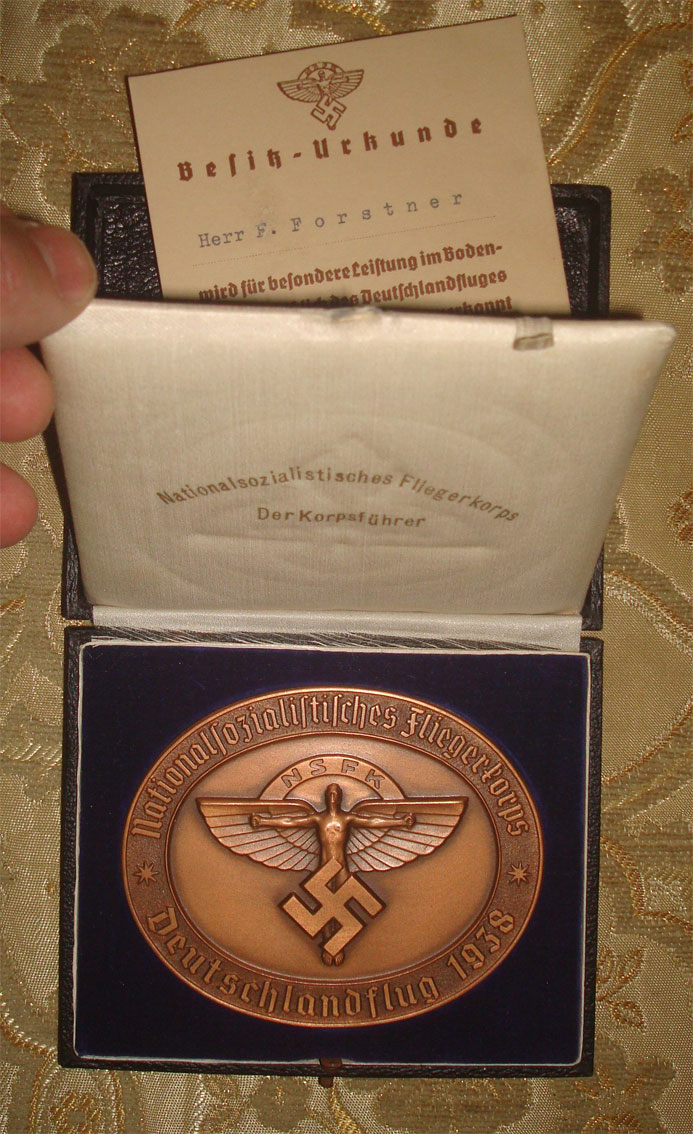 Besitz-Urkunde
Herr F. Forstner
wird für besondere Leistung im Boden-
des Deutschlandfluges
Nationalsozialistisches Fliegerkorps
Der Korpsführer
Nationalsozialistisches Fliegerkorps
NSFK
Deutschlandflug 1938